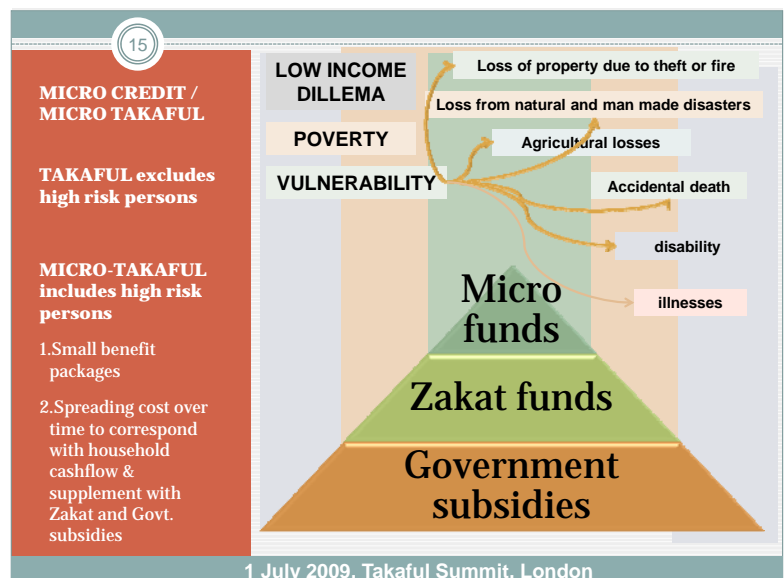 15
MICRO CREDIT /
MICRO TAKAFUL
TAKAFUL excludes
high risk persons
MICRO-TAKAFUL
includes high risk
persons
1.Small benefit
packages
2.Spreading cost over
time to correspond
with household
cashflow &
supplement with
Zakat and Govt.
subsidies
LOW INCOME
DILLEMA
POVERTY
VULNERABILITY
Loss of property due to theft or fire
Loss from natural and man made disasters
Agricultural losses
Accidental death
disability
illnesses
Micro
funds
Zakat funds
Government
subsidies
1 July 2009, Takaful Summit, London